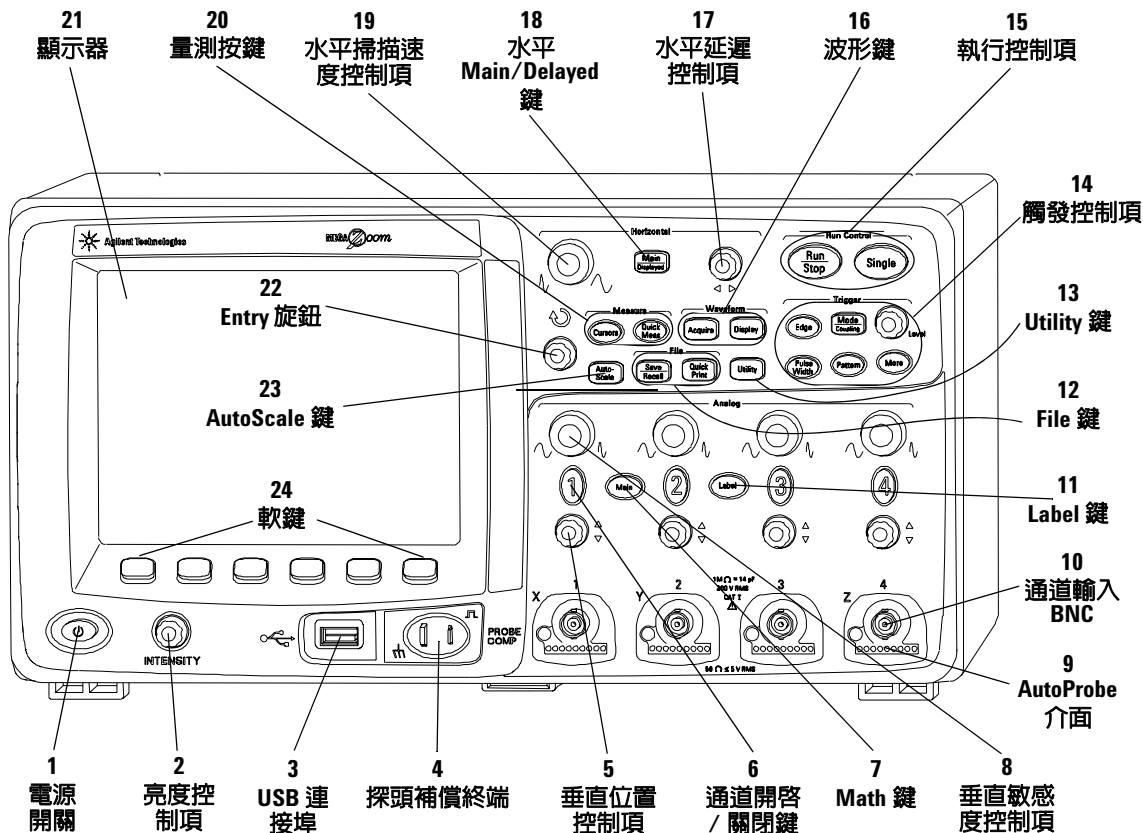 21
顯示器
20
量測按鍵
19
水平掃描速
度控制項
18
水平
Main/Delayed
鍵
17
水平延遲
控制項
16
波形鍵
15
執行控制項
14
觸發控制項
13
Utility 鍵
12
File 鍵
11
Label 鍵
10
通道輸入
BNC
9
AutoProbe
介面
22
Entry 旋鈕
23
AutoScale 鍵
24
軟鍵
Agilent Technologies
Horizontal
Main
Run Control
Run
Stop
Single
Measure
Cursors
Quick
Meas
Waveform
Acquire
Display
Trigger
Edge
Mode
Coupling
Level
Pulse
Width
Pattern
More
Auto-
Scale
File
Save
Recall
Quick
Print
Utility
Analog
1
2
3
4
Label
X
1
Y
2
1M Ω = 14 pF
300 V RMS
CAT I
3
Z
4
50 Ω ≤ 5 V RMS
INTENSITY
PROBE
COMP
1
電源
開關
2
亮度控
制項
3
USB 連
接埠
4
探頭補償終端
5
垂直位置
控制項
6
通道開啓
/ 關閉鍵
7
Math 鍵
8
垂直敏感
度控制項